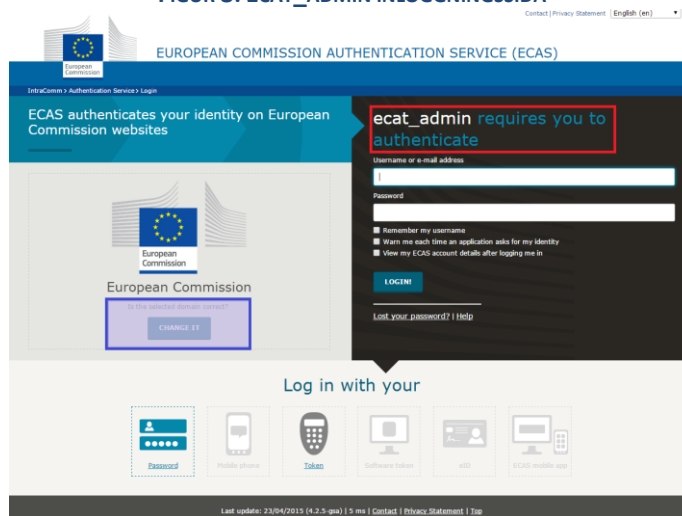 FIGUR 8: ECAT_ADMIN INLOGGNINGSSIDA
Contact | Privacy Statement English (en)
European
Commission
EUROPEAN COMMISSION AUTHENTICATION SERVICE (ECAS)
IntraComm > Authentication Service > Login
ECAS authenticates your identity on European
Commission websites
European
Commission
European Commission
Is the selected domain correct?
CHANGE IT
ecat_admin requires you to
authenticate
Username or e-mail address
Password
Remember my username
Warn me each time an application asks for my identity
View my ECAS account details after logging me in
LOGIN!
Lost your password? | Help
Log in with your
Password
Mobile phone
Token
Software token
eID
ECAS mobile app
Last update: 23/04/2015 (4.2.5-gsa) | 5 ms | Contact | Privacy Statement | Top